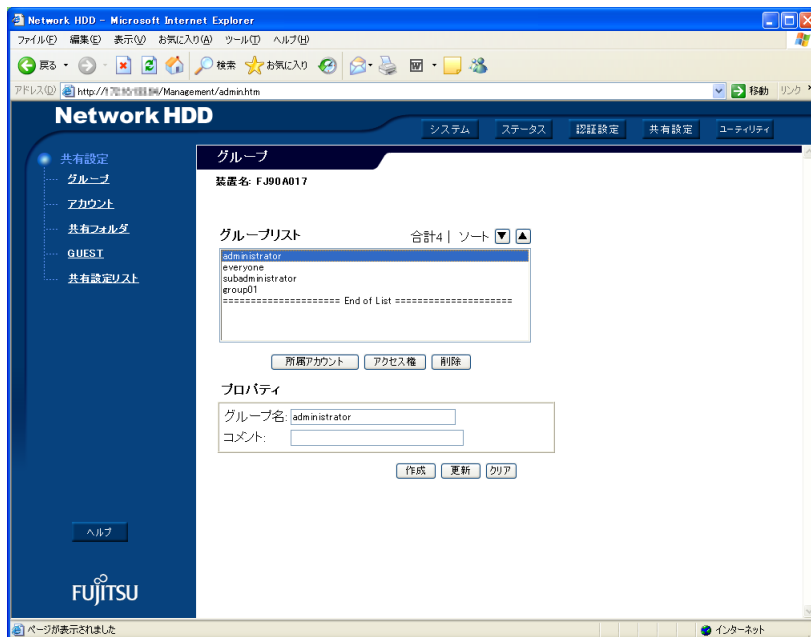 Network HDD - Microsoft Internet Explorer
ファイル(F) 編集(E) 表示(V) お気に入り(A) ツール(T) ヘルプ(H)
戻る 検索 お気に入り
アドレス(D) http:// /Management/admin.htm 移動 リンク
Network HDD
システム ステータス 認証設定 共有設定 ユーティリティ
共有設定
グループ
アカウント
共有フォルダ
GUEST
共有設定リスト
ヘルプ
FUJITSU
グループ
装置名: FJ90A017
グループリスト 合計4 | ソート ▼ ▲
administrator
everyone
subadministrator
group01
===================== End of List =====================
所属アカウント アクセス権 削除
プロパティ
グループ名: administrator
コメント:
作成 更新 クリア
ページが表示されました インターネット